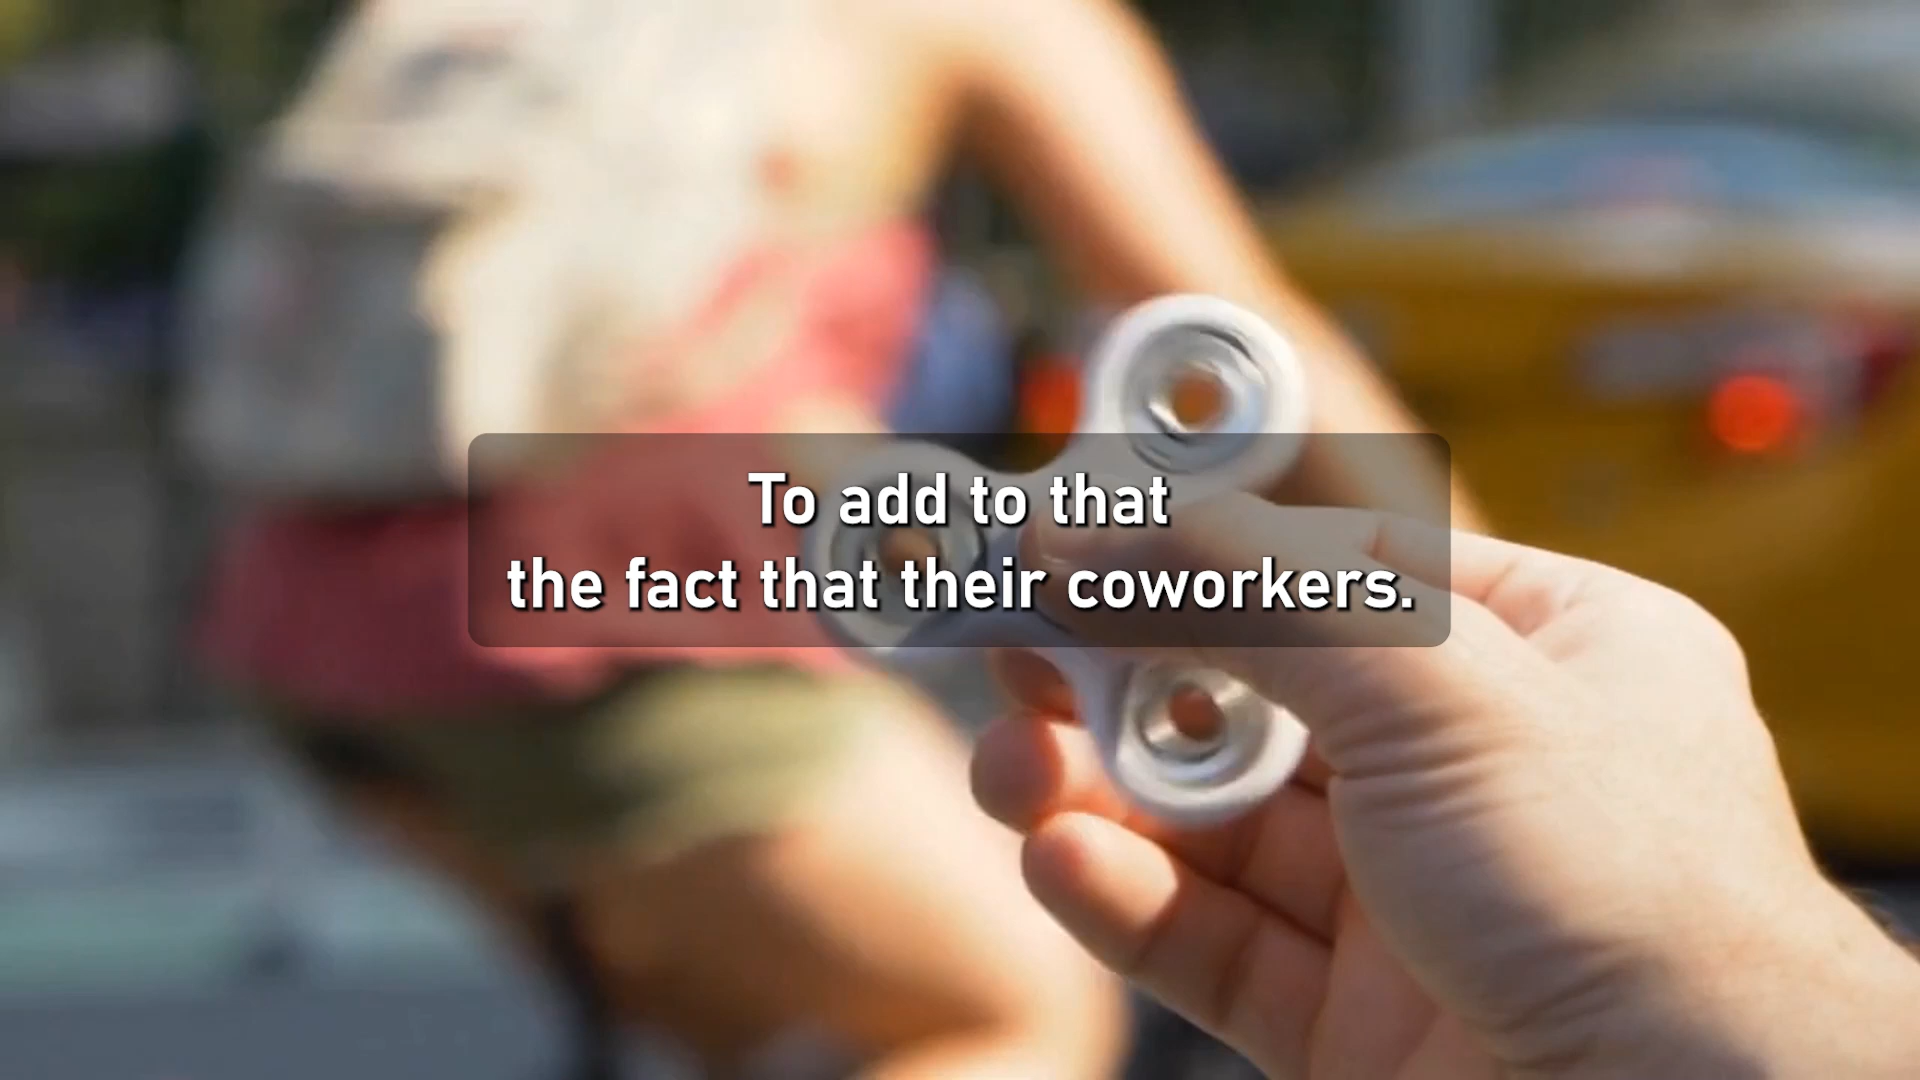 To add to that
the fact that their coworkers.